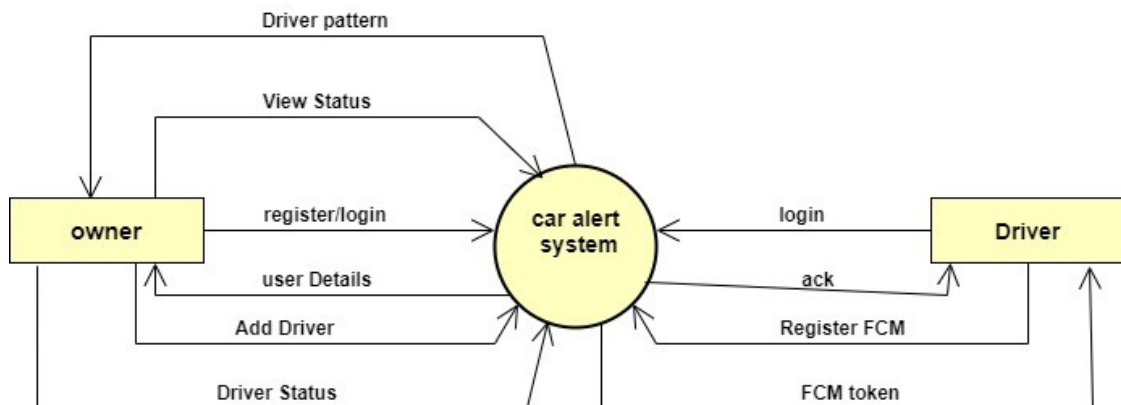 Driver pattern
View Status
register/login
login
owner
car alert
system
Driver
user Details
ack
Add Driver
Register FCM
Driver Status
FCM token